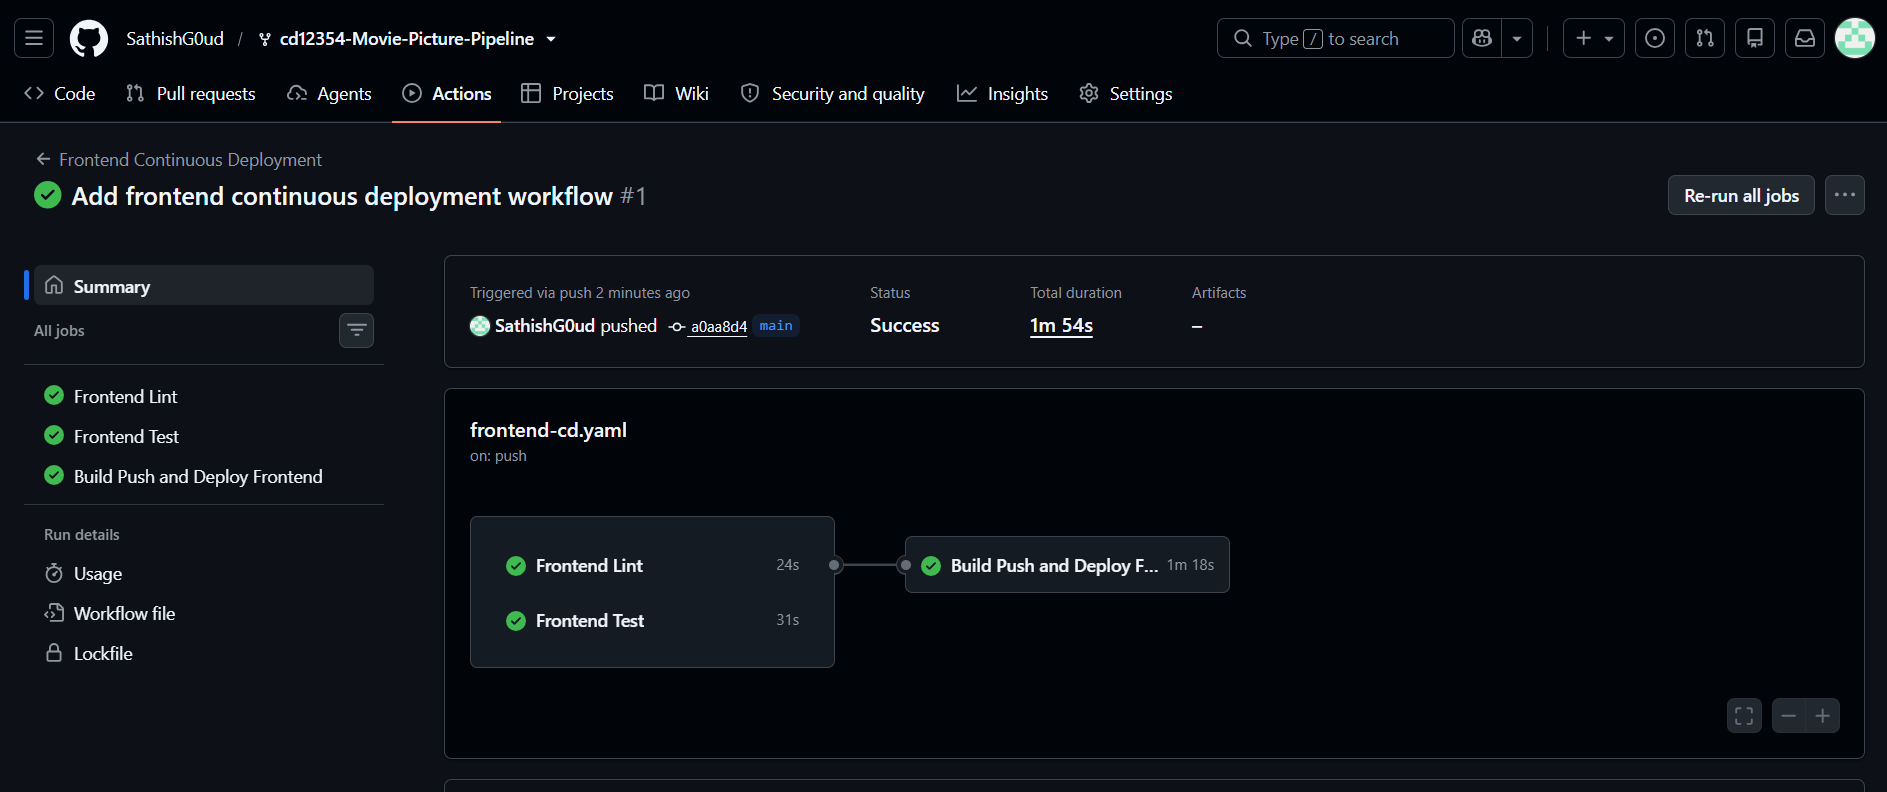 SathishG0ud / cd12354-Movie-Picture-Pipeline
Type / to search
Code
Pull requests
Agents
Actions
Projects
Wiki
Security and quality
Insights
Settings
Frontend Continuous Deployment
Add frontend continuous deployment workflow #1
Re-run all jobs
Summary
All jobs
Frontend Lint
Frontend Test
Build Push and Deploy Frontend
Run details
Usage
Workflow file
Lockfile
Triggered via push 2 minutes ago
SathishG0ud pushed a0aa8d4 main
Status
Success
Total duration
1m 54s
Artifacts
–
frontend-cd.yaml
on: push
Frontend Lint 24s
Frontend Test 31s
Build Push and Deploy F... 1m 18s